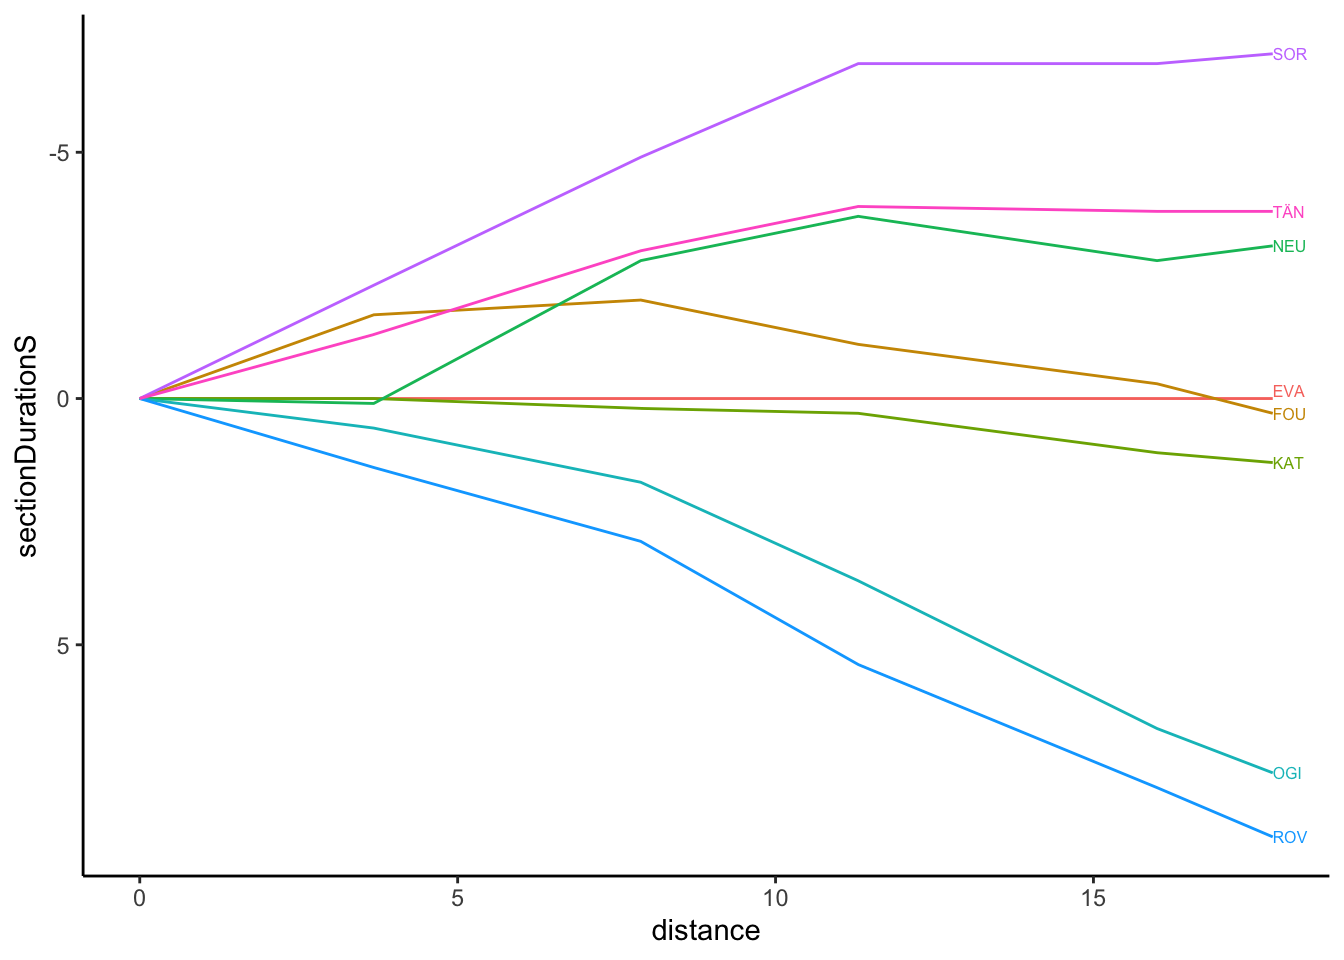 SOR
-5
TÄN
NEU
EVA
0
FOU
KAT
sectionDurationS
5
OGI
ROV
0 5 10 15
distance